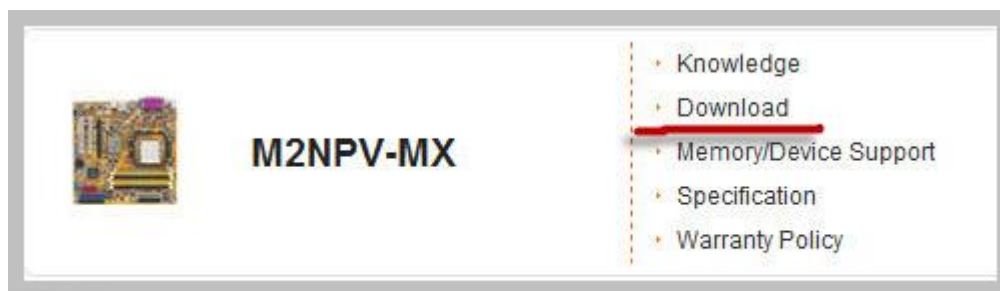 M2NPV-MX
Knowledge
Download
Memory/Device Support
Specification
Warranty Policy